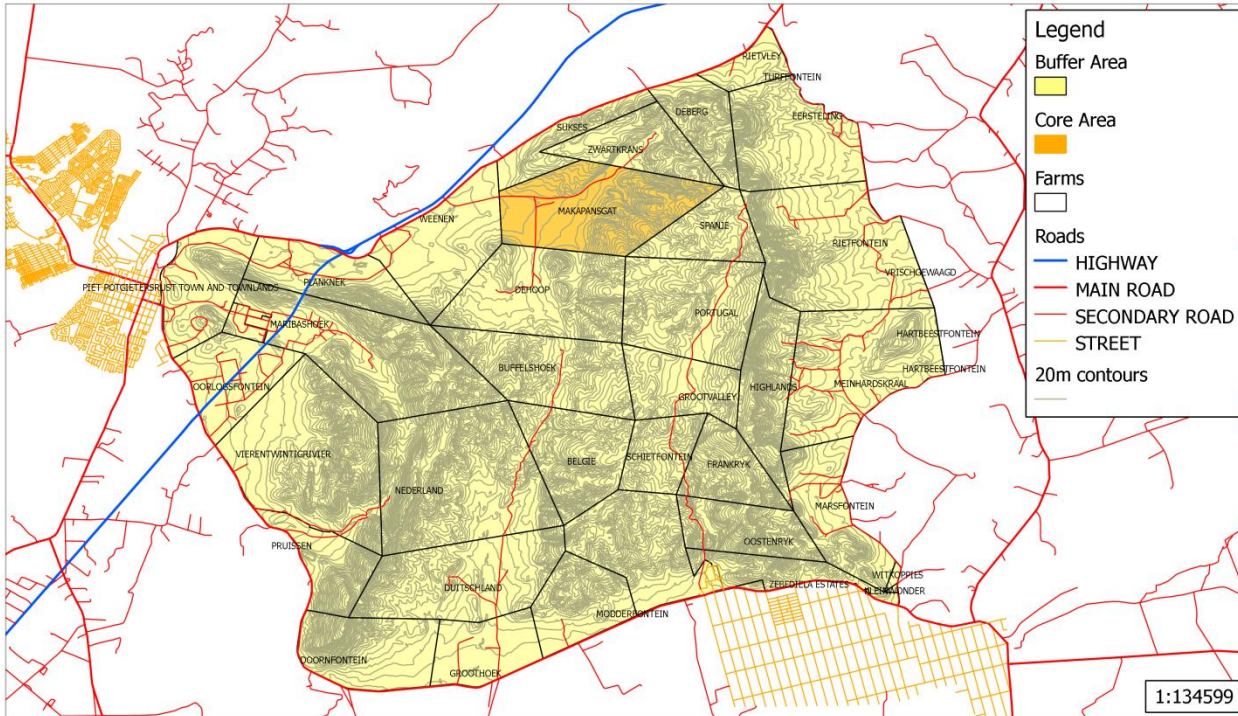 Legend
Buffer Area
Core Area
Farms
Roads
HIGHWAY
MAIN ROAD
SECONDARY ROAD
STREET
20m contours
RIETVLEY
TURFFONTEIN
DEBERG
EERSTELING
SUKSES
ZWARTKRANS
MAKAPANSGAT
WEENEN
SPANJE
RIETFONTEIN
VRISCHGEWAAGD
PIET POTGIETERSRUST TOWN AND TOWNLANDS
PLANKNEK
DEHOOP
PORTUGAL
MARIBASHOEK
HARTBEESTFONTEIN
BUFFELSHOEK
HARTBEESTFONTEIN
OORLOGSFONTEIN
HIGHLANDS
MEINHARDSKRAAL
GROOTVALLEY
VIERENTWINTIGRIVIER
BELGIE
SCHIETFONTEIN
FRANKRYK
NEDERLAND
MARSFONTEIN
PRUISSEN
OOSTENRYK
WITKOPPIES
DUITSCHLAND
ZEBEDIELA ESTATES
MODDERFONTEIN
DOORNFONTEIN
GROOTHOEK
1:134599